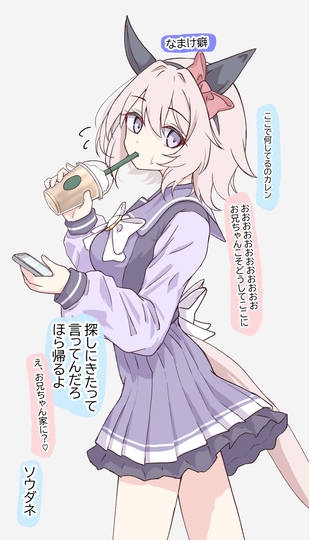 なまけ癖
ここで何してるのカレン
おおおおおおおおおおおお
お兄ちゃんこそどうしてここに
探しにきたって
言ってんだろ
ほら帰るよ
え、お兄ちゃん家に?♡
ソウダネ